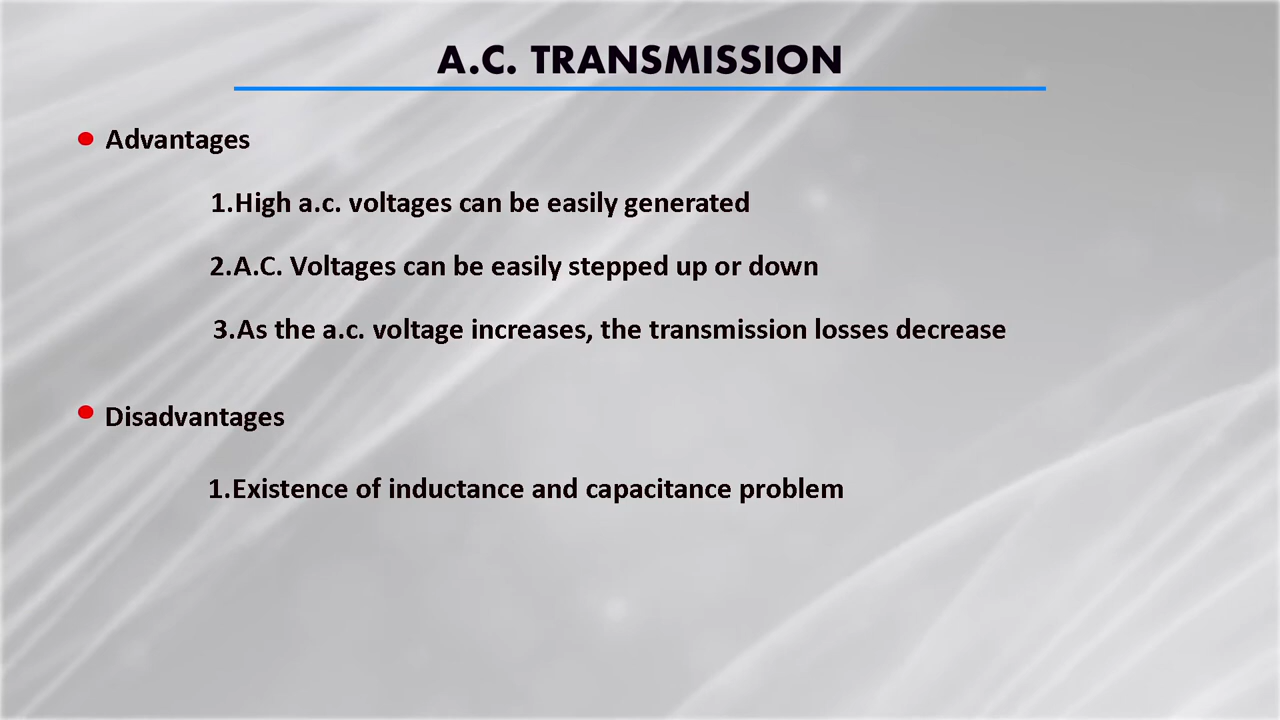 A.C. TRANSMISSION
Advantages
1.High a.c. voltages can be easily generated
2.A.C. Voltages can be easily stepped up or down
3.As the a.c. voltage increases, the transmission losses decrease
Disadvantages
1.Existence of inductance and capacitance problem